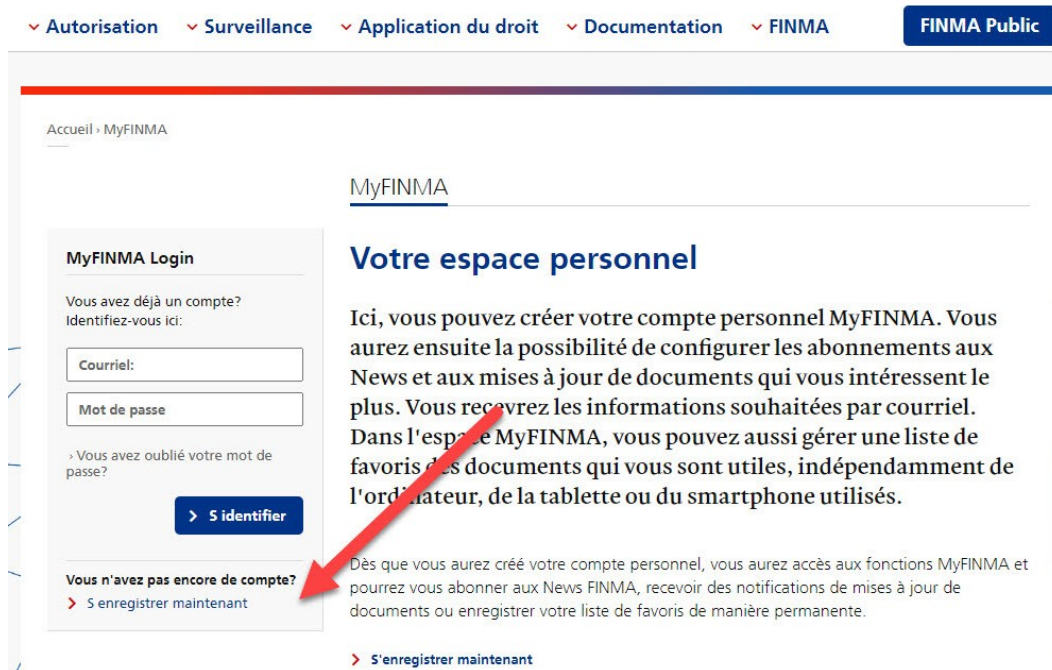 Autorisation Surveillance Application du droit Documentation FINMA FINMA Public
Accueil › MyFINMA
MyFINMA
MyFINMA Login
Vous avez déjà un compte?
Identifiez-vous ici:
Courriel:
Mot de passe
› Vous avez oublié votre mot de
passe?
S identifier
Vous n'avez pas encore de compte?
S enregistrer maintenant
Votre espace personnel
Ici, vous pouvez créer votre compte personnel MyFINMA. Vous
aurez ensuite la possibilité de configurer les abonnements aux
News et aux mises à jour de documents qui vous intéressent le
plus. Vous recevrez les informations souhaitées par courriel.
Dans l'espace MyFINMA, vous pouvez aussi gérer une liste de
favoris des documents qui vous sont utiles, indépendamment de
l'ordinateur, de la tablette ou du smartphone utilisés.
Dès que vous aurez créé votre compte personnel, vous aurez accès aux fonctions MyFINMA et
pourrez vous abonner aux News FINMA, recevoir des notifications de mises à jour de
documents ou enregistrer votre liste de favoris de manière permanente.
S'enregistrer maintenant